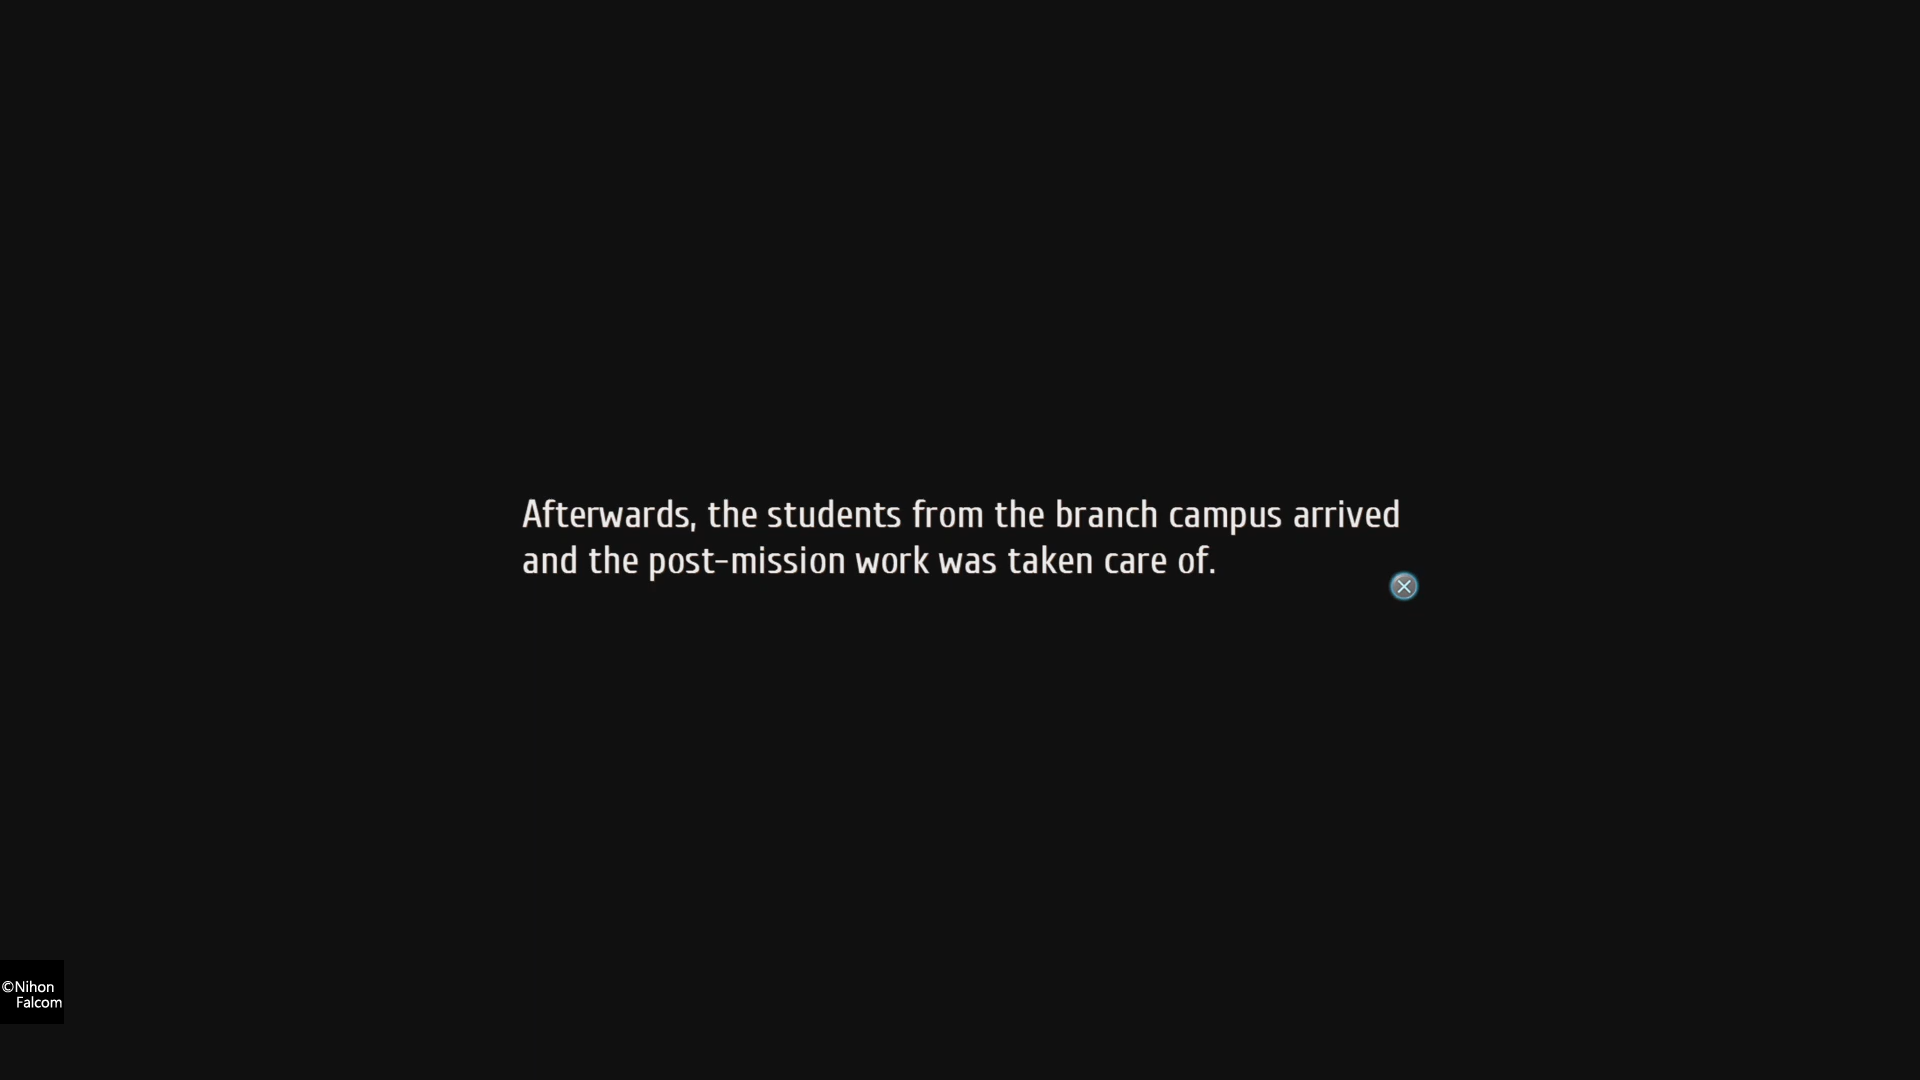 Afterwards, the students from the branch campus arrived
and the post-mission work was taken care of.
©Nihon
Falcom